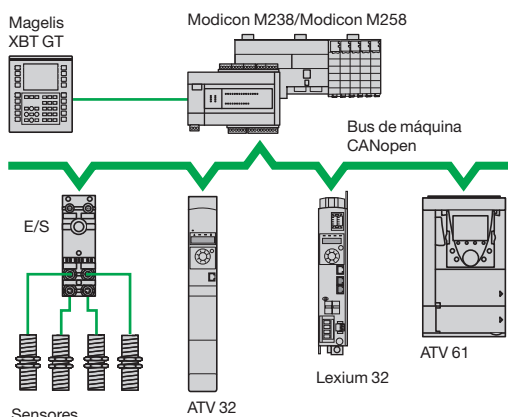 Magelis
XBT GT
Modicon M238/Modicon M258
Bus de máquina
CANopen
E/S
ATV 61
Lexium 32
ATV 32
Sensores